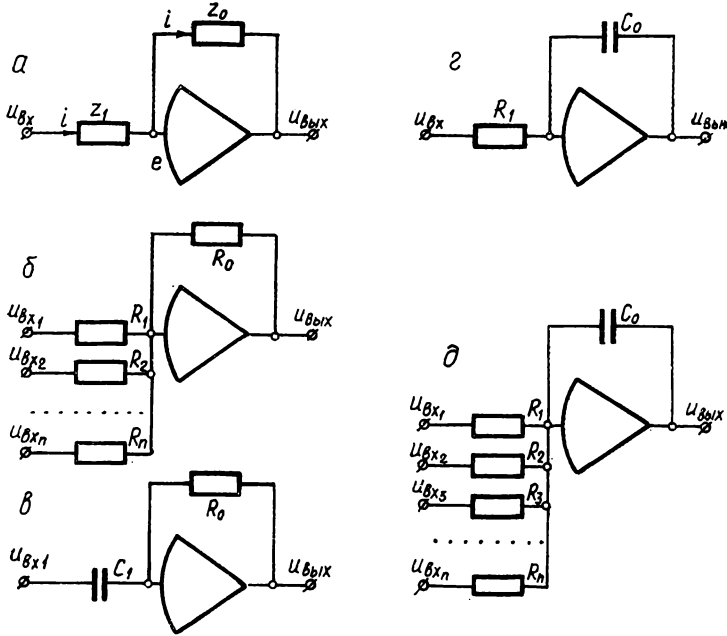 а
i
Z₀
uвх
i
Z₁
e
uвых
б
R₀
uвх₁
R₁
uвых
uвх₂
R₂
. . . . . . . . . . .
uвхₙ
Rₙ
в
R₀
uвх1
C₁
uвых
г
C₀
uвх
R₁
uвых
д
C₀
uвх₁
R₁
uвых
uвх₂
R₂
uвх₅
R₃
. . . . . . . . . . .
uвхₙ
Rₙ